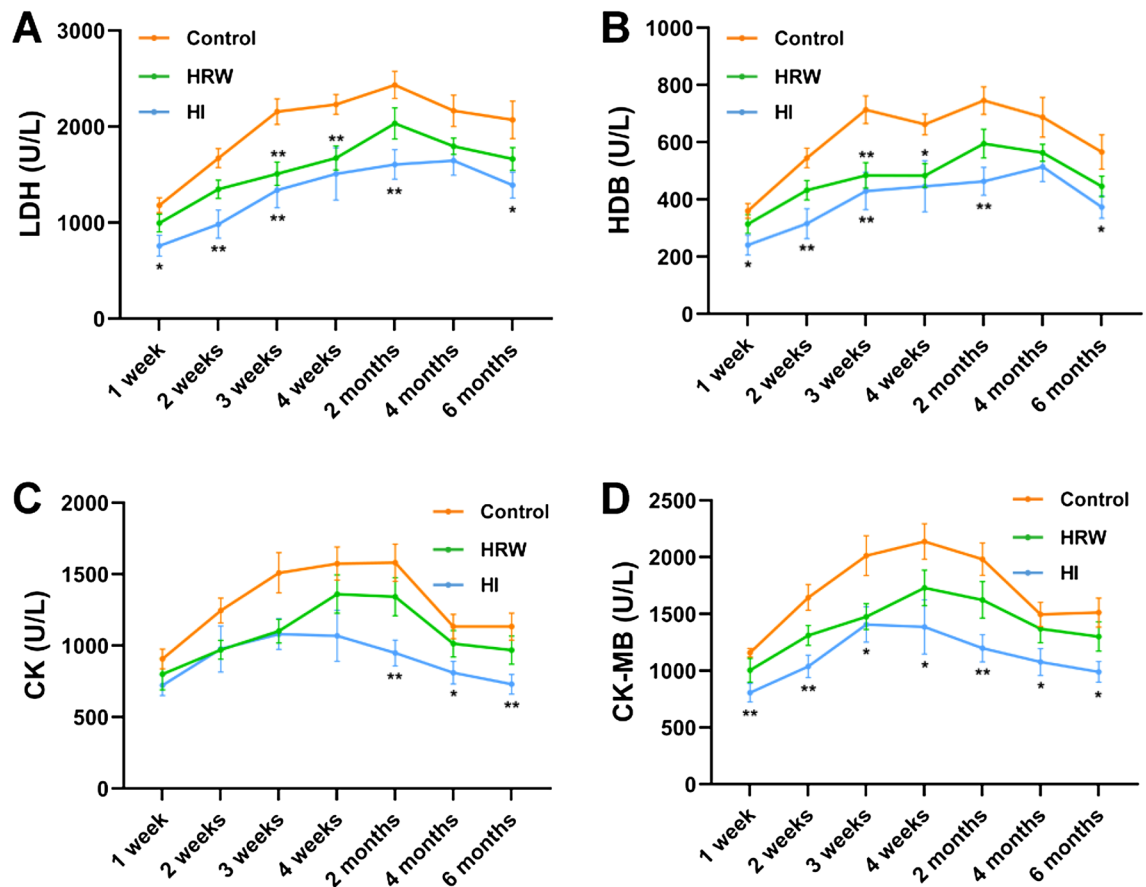 A
LDH (U/L)
3000
2000
1000
0
Control
HRW
HI
**
**
*
**
**
**
*
1 week
2 weeks
3 weeks
4 weeks
2 months
4 months
6 months
B
HDB (U/L)
1000
800
600
400
200
0
Control
HRW
HI
**
*
*
**
**
**
*
1 week
2 weeks
3 weeks
4 weeks
2 months
4 months
6 months
C
CK (U/L)
2000
1500
1000
500
0
Control
HRW
HI
**
*
**
1 week
2 weeks
3 weeks
4 weeks
2 months
4 months
6 months
D
CK-MB (U/L)
2500
2000
1500
1000
500
0
Control
HRW
HI
**
**
*
*
**
*
*
1 week
2 weeks
3 weeks
4 weeks
2 months
4 months
6 months